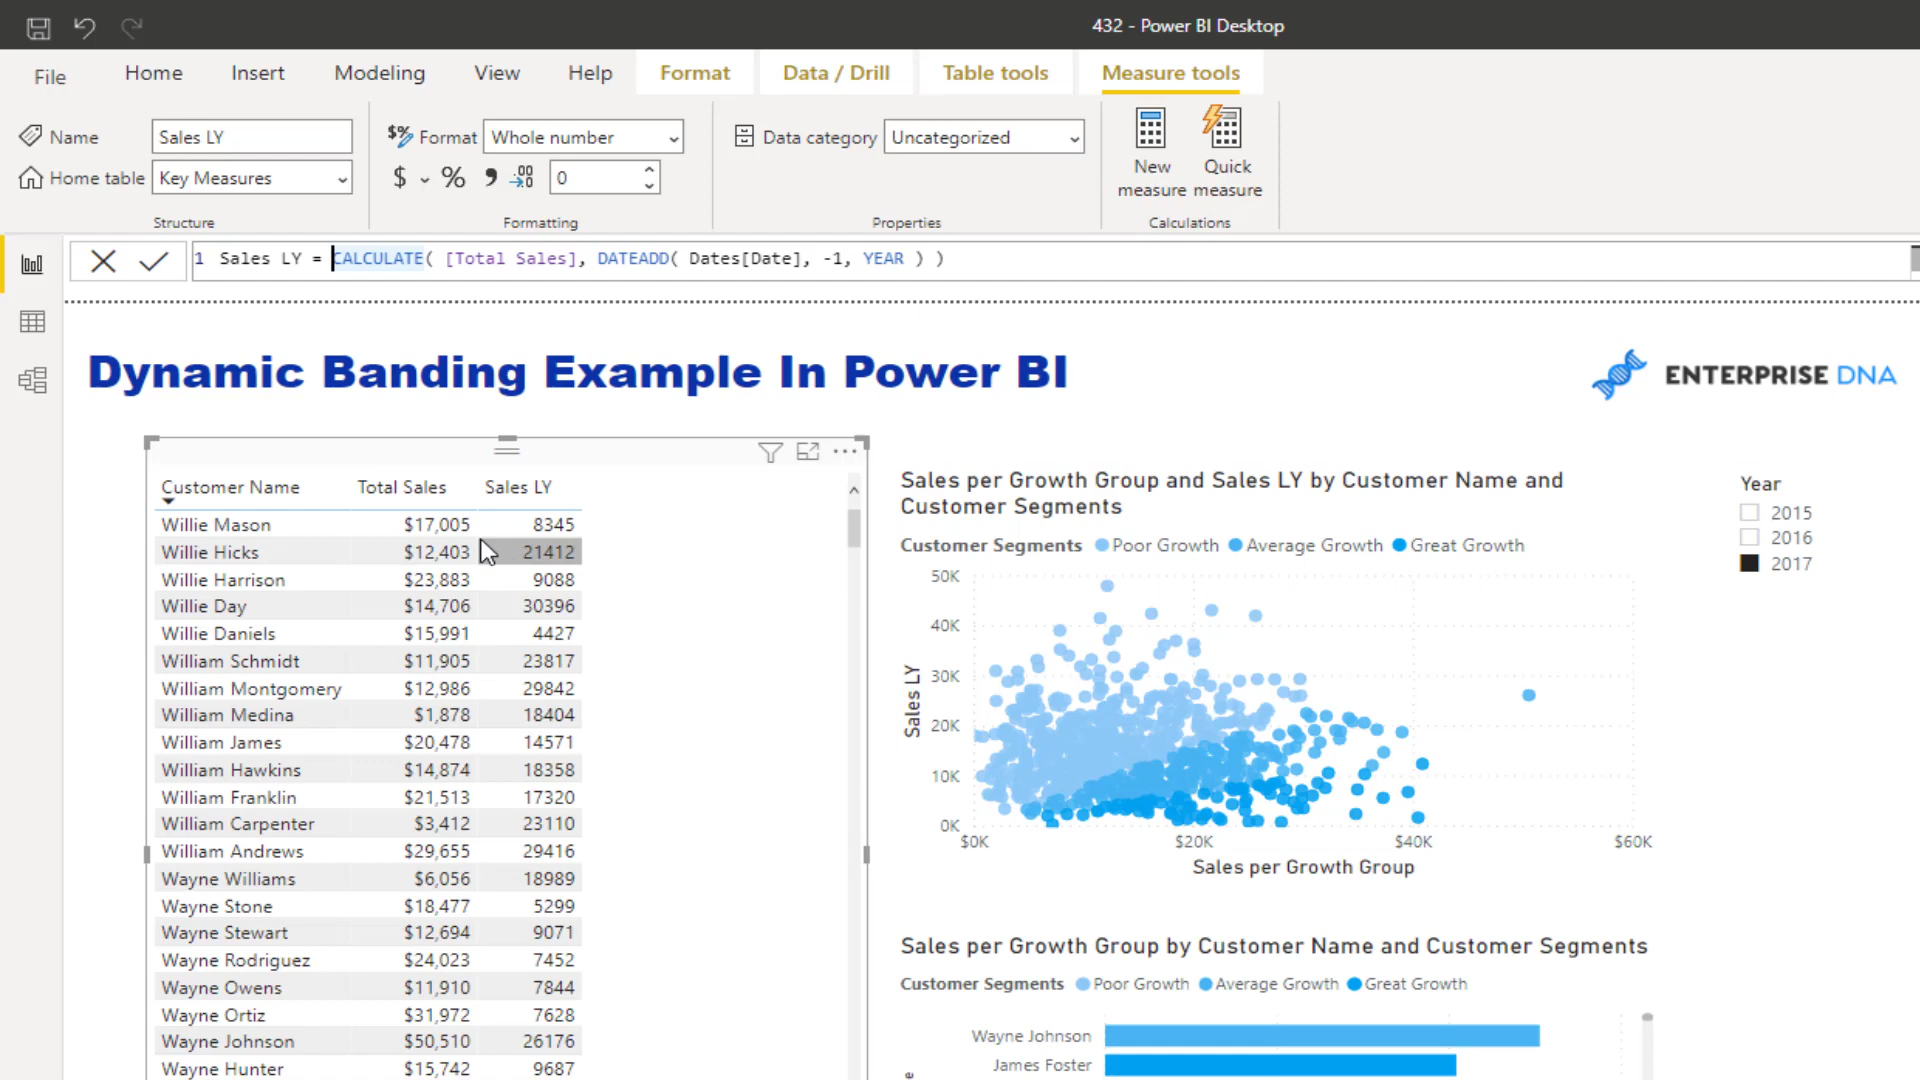 432 - Power BI Desktop
File Home Insert Modeling View Help Format Data / Drill Table tools Measure tools
Name Sales LY
Home table Key Measures
Structure
$% Format Whole number
$ % , .00 0
Formatting
Data category Uncategorized
Properties
New measure
Quick measure
Calculations
1 Sales LY = CALCULATE( [Total Sales], DATEADD( Dates[Date], -1, YEAR ) )
Dynamic Banding Example In Power BI
ENTERPRISE DNA
Customer Name Total Sales Sales LY
Willie Mason $17,005 8345
Willie Hicks $12,403 21412
Willie Harrison $23,883 9088
Willie Day $14,706 30396
Willie Daniels $15,991 4427
William Schmidt $11,905 23817
William Montgomery $12,986 29842
William Medina $1,878 18404
William James $20,478 14571
William Hawkins $14,874 18358
William Franklin $21,513 17320
William Carpenter $3,412 23110
William Andrews $29,655 29416
Wayne Williams $6,056 18989
Wayne Stone $18,477 5299
Wayne Stewart $12,694 9071
Wayne Rodriguez $24,023 7452
Wayne Owens $11,910 7844
Wayne Ortiz $31,972 7628
Wayne Johnson $50,510 26176
Wayne Hunter $15,742 9687
Sales per Growth Group and Sales LY by Customer Name and
Customer Segments
Customer Segments Poor Growth Average Growth Great Growth
50K
40K
30K
20K
10K
0K
Sales LY
$0K $20K $40K $60K
Sales per Growth Group
Year
2015
2016
2017
Sales per Growth Group by Customer Name and Customer Segments
Customer Segments Poor Growth Average Growth Great Growth
Wayne Johnson
James Foster